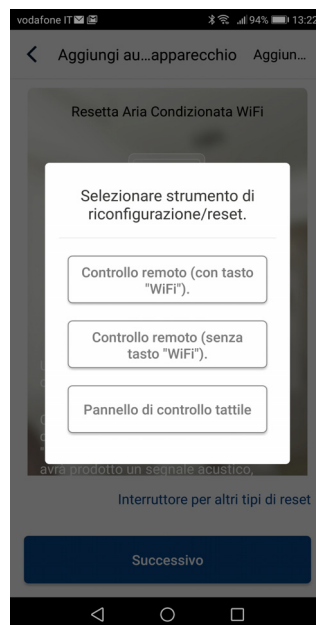 vodafone IT 94% 13:22
Aggiungi au...apparecchio Aggiun...
Resetta Aria Condizionata WiFi
Selezionare strumento di
riconfigurazione/reset.
Controllo remoto (con tasto
"WiFi").
Controllo remoto (senza
tasto "WiFi").
Pannello di controllo tattile
avrà prodotto un segnale acustico,
Interruttore per altri tipi di reset
Successivo